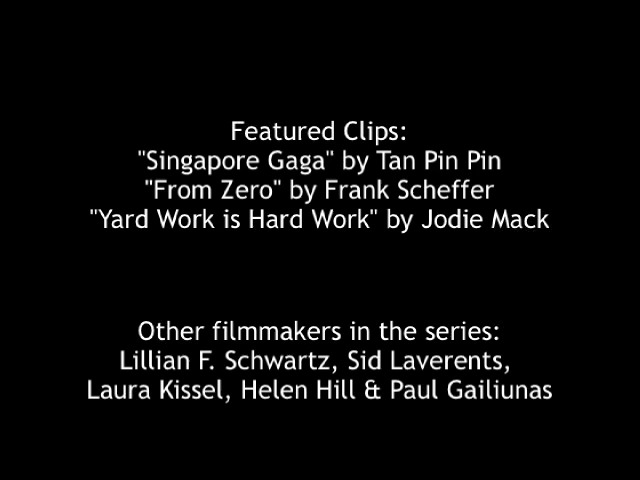 Featured Clips:
"Singapore Gaga" by Tan Pin Pin
"From Zero" by Frank Scheffer
"Yard Work is Hard Work" by Jodie Mack
Other filmmakers in the series:
Lillian F. Schwartz, Sid Laverents,
Laura Kissel, Helen Hill & Paul Gailiunas